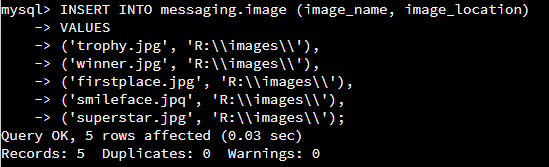 mysql> INSERT INTO messaging.image (image_name, image_location)
    -> VALUES
    -> ('trophy.jpg', 'R:\\images\\'),
    -> ('winner.jpg', 'R:\\images\\'),
    -> ('firstplace.jpg', 'R:\\images\\'),
    -> ('smileface.jpq', 'R:\\images\\'),
    -> ('superstar.jpg', 'R:\\images\\');
Query OK, 5 rows affected (0.03 sec)
Records: 5  Duplicates: 0  Warnings: 0